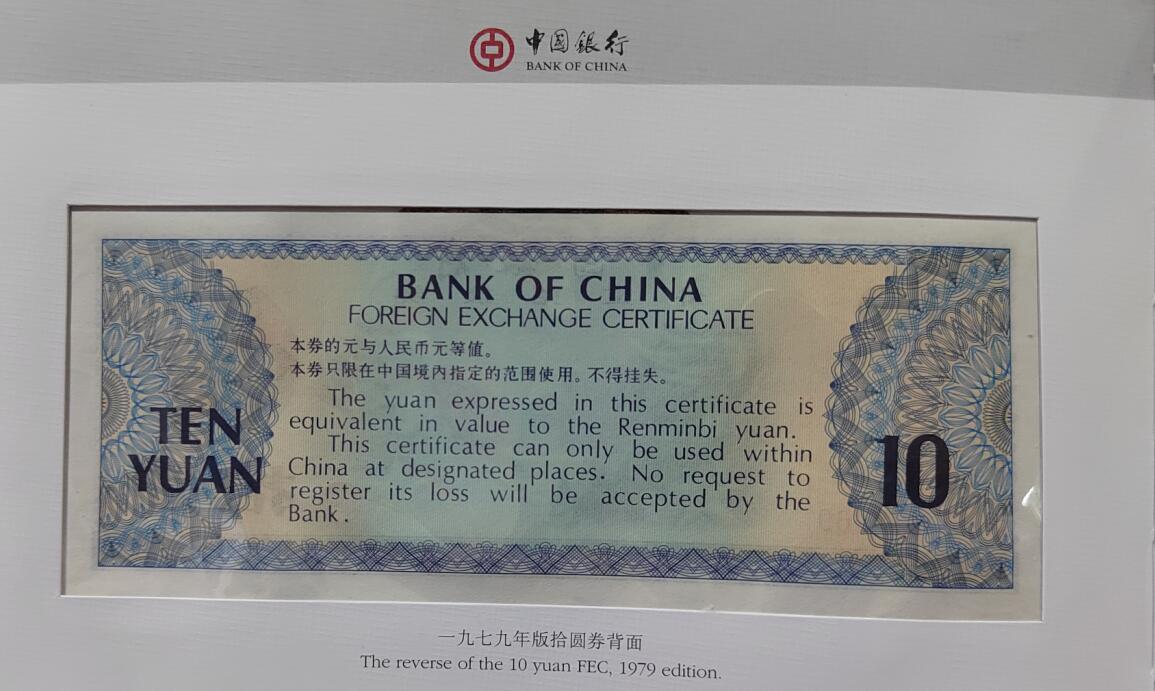 中國銀行
BANK OF CHINA
BANK OF CHINA
FOREIGN EXCHANGE CERTIFICATE
本券的元与人民币元等值。
本券只限在中国境内指定的范围使用。不得挂失。
The yuan expressed in this certificate is
equivalent in value to the Renminbi yuan.
This certificate can only be used within
China at designated places. No request to
register its loss will be accepted by the
Bank.
TEN
YUAN
10
一九七九年版拾圆券背面
The reverse of the 10 yuan FEC, 1979 edition.